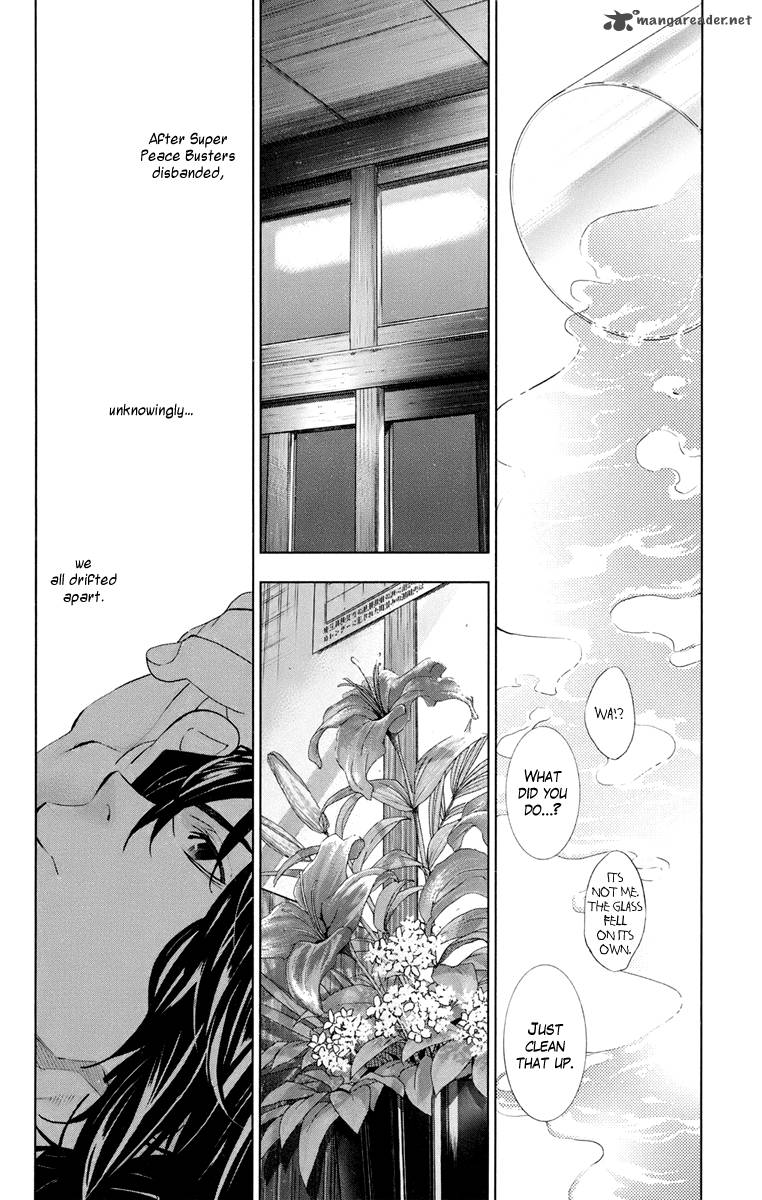 mangareader.net
WA!?
WHAT
DID YOU
DO...?
ITS
NOT ME.
THE GLASS
FELL
ON ITS
OWN.
JUST
CLEAN
THAT UP.
After Super
Peace Busters
disbanded,
unknowingly...
we
all drifted
apart.